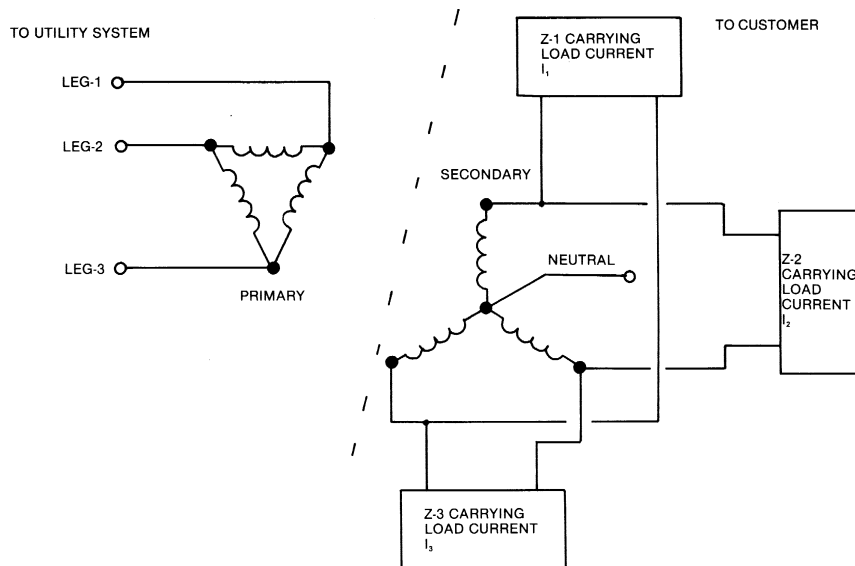 TO UTILITY SYSTEM
LEG-1
LEG-2
LEG-3
PRIMARY
Z-1 CARRYING
LOAD CURRENT
I₁
TO CUSTOMER
SECONDARY
NEUTRAL
Z-2
CARRYING
LOAD
CURRENT
I₂
Z-3 CARRYING
LOAD CURRENT
I₃